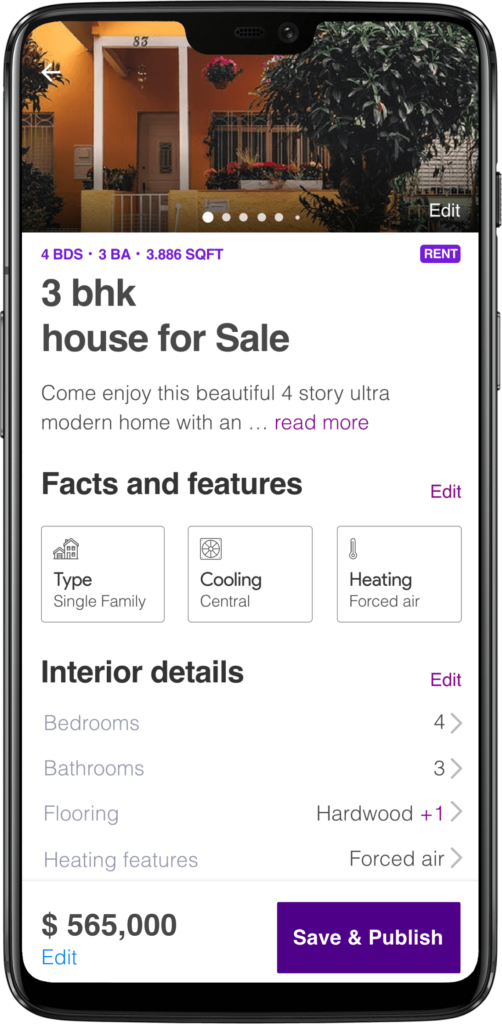 83
Edit
4 BDS · 3 BA · 3.886 SQFT
RENT
3 bhk
house for Sale
Come enjoy this beautiful 4 story ultra
modern home with an ... read more
Facts and features
Edit
Type
Single Family
Cooling
Central
Heating
Forced air
Interior details
Edit
Bedrooms
4
Bathrooms
3
Flooring
Hardwood +1
Heating features
Forced air
$ 565,000
Edit
Save & Publish